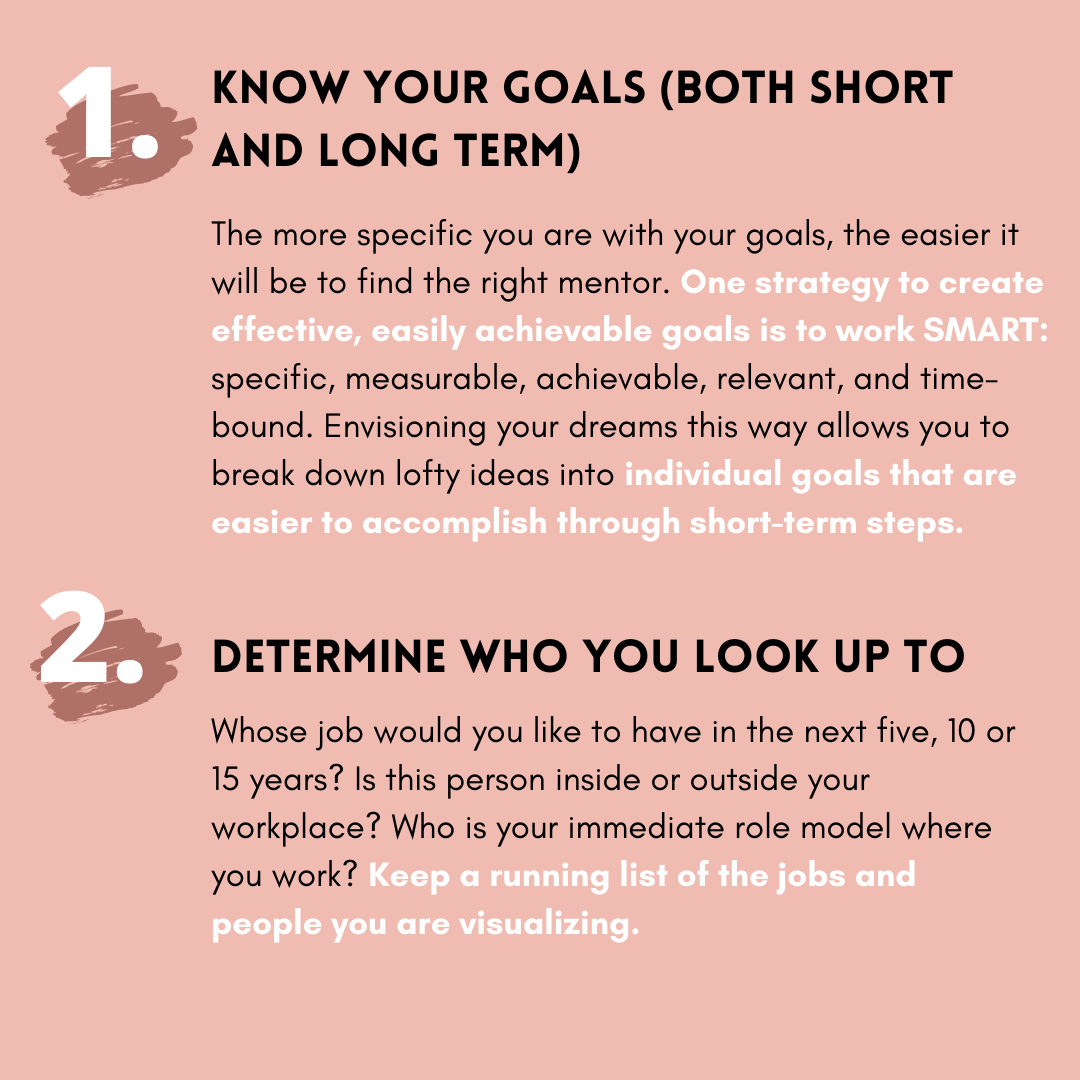 1.
KNOW YOUR GOALS (BOTH SHORT
AND LONG TERM)
The more specific you are with your goals, the easier it
will be to find the right mentor. One strategy to create
effective, easily achievable goals is to work SMART:
specific, measurable, achievable, relevant, and time-
bound. Envisioning your dreams this way allows you to
break down lofty ideas into individual goals that are
easier to accomplish through short-term steps.
2.
DETERMINE WHO YOU LOOK UP TO
Whose job would you like to have in the next five, 10 or
15 years? Is this person inside or outside your
workplace? Who is your immediate role model where
you work? Keep a running list of the jobs and
people you are visualizing.